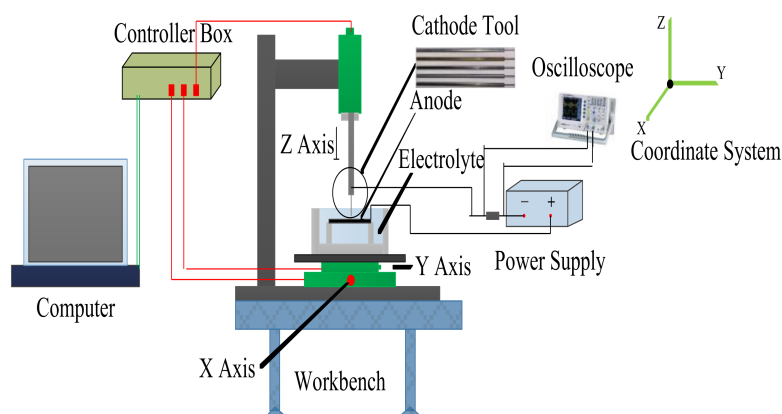 Controller Box
Cathode Tool
Anode
Oscilloscope
Z
Y
X
Coordinate System
Z Axis
Electrolyte
− +
Power Supply
Y Axis
Computer
X Axis
Workbench